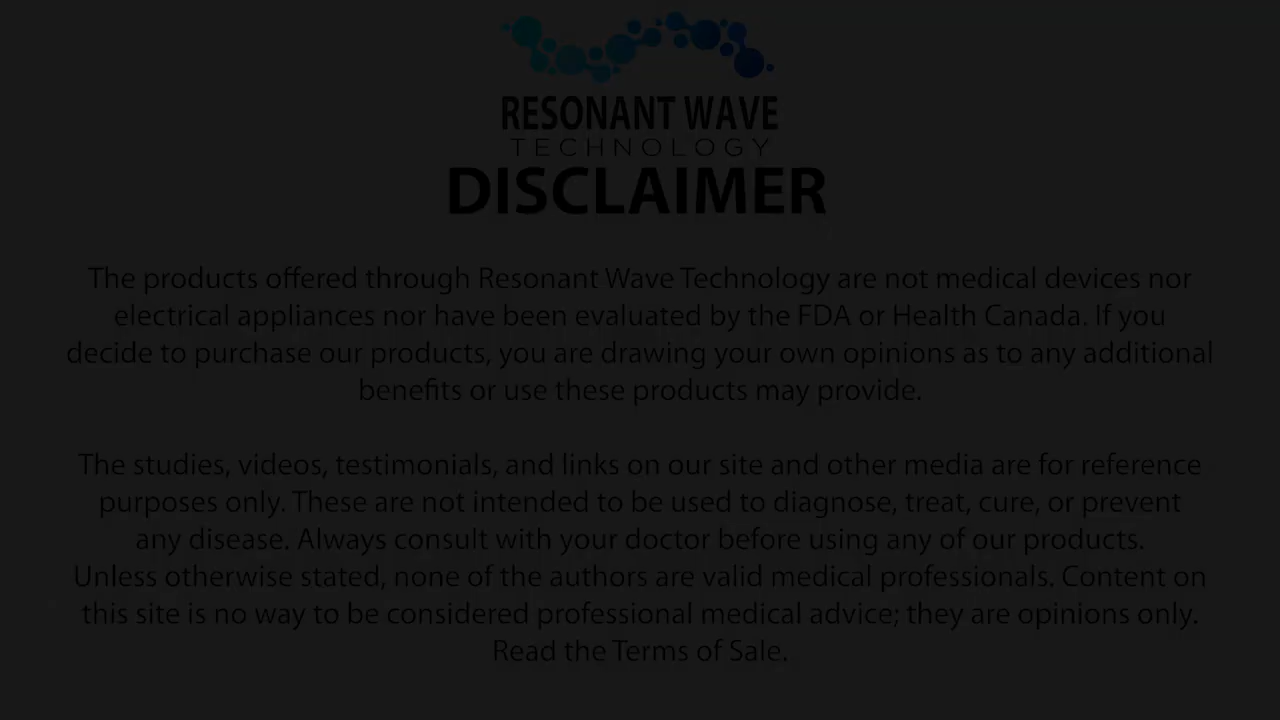 RESONANT WAVE
TECHNOLOGY
DISCLAIMER
The products offered through Resonant Wave Technology are not medical devices nor
electrical appliances nor have been evaluated by the FDA or Health Canada. If you
decide to purchase our products, you are drawing your own opinions as to any additional
benefits or use these products may provide.
The studies, videos, testimonials, and links on our site and other media are for reference
purposes only. These are not intended to be used to diagnose, treat, cure, or prevent
any disease. Always consult with your doctor before using any of our products.
Unless otherwise stated, none of the authors are valid medical professionals. Content on
this site is no way to be considered professional medical advice; they are opinions only.
Read the Terms of Sale.